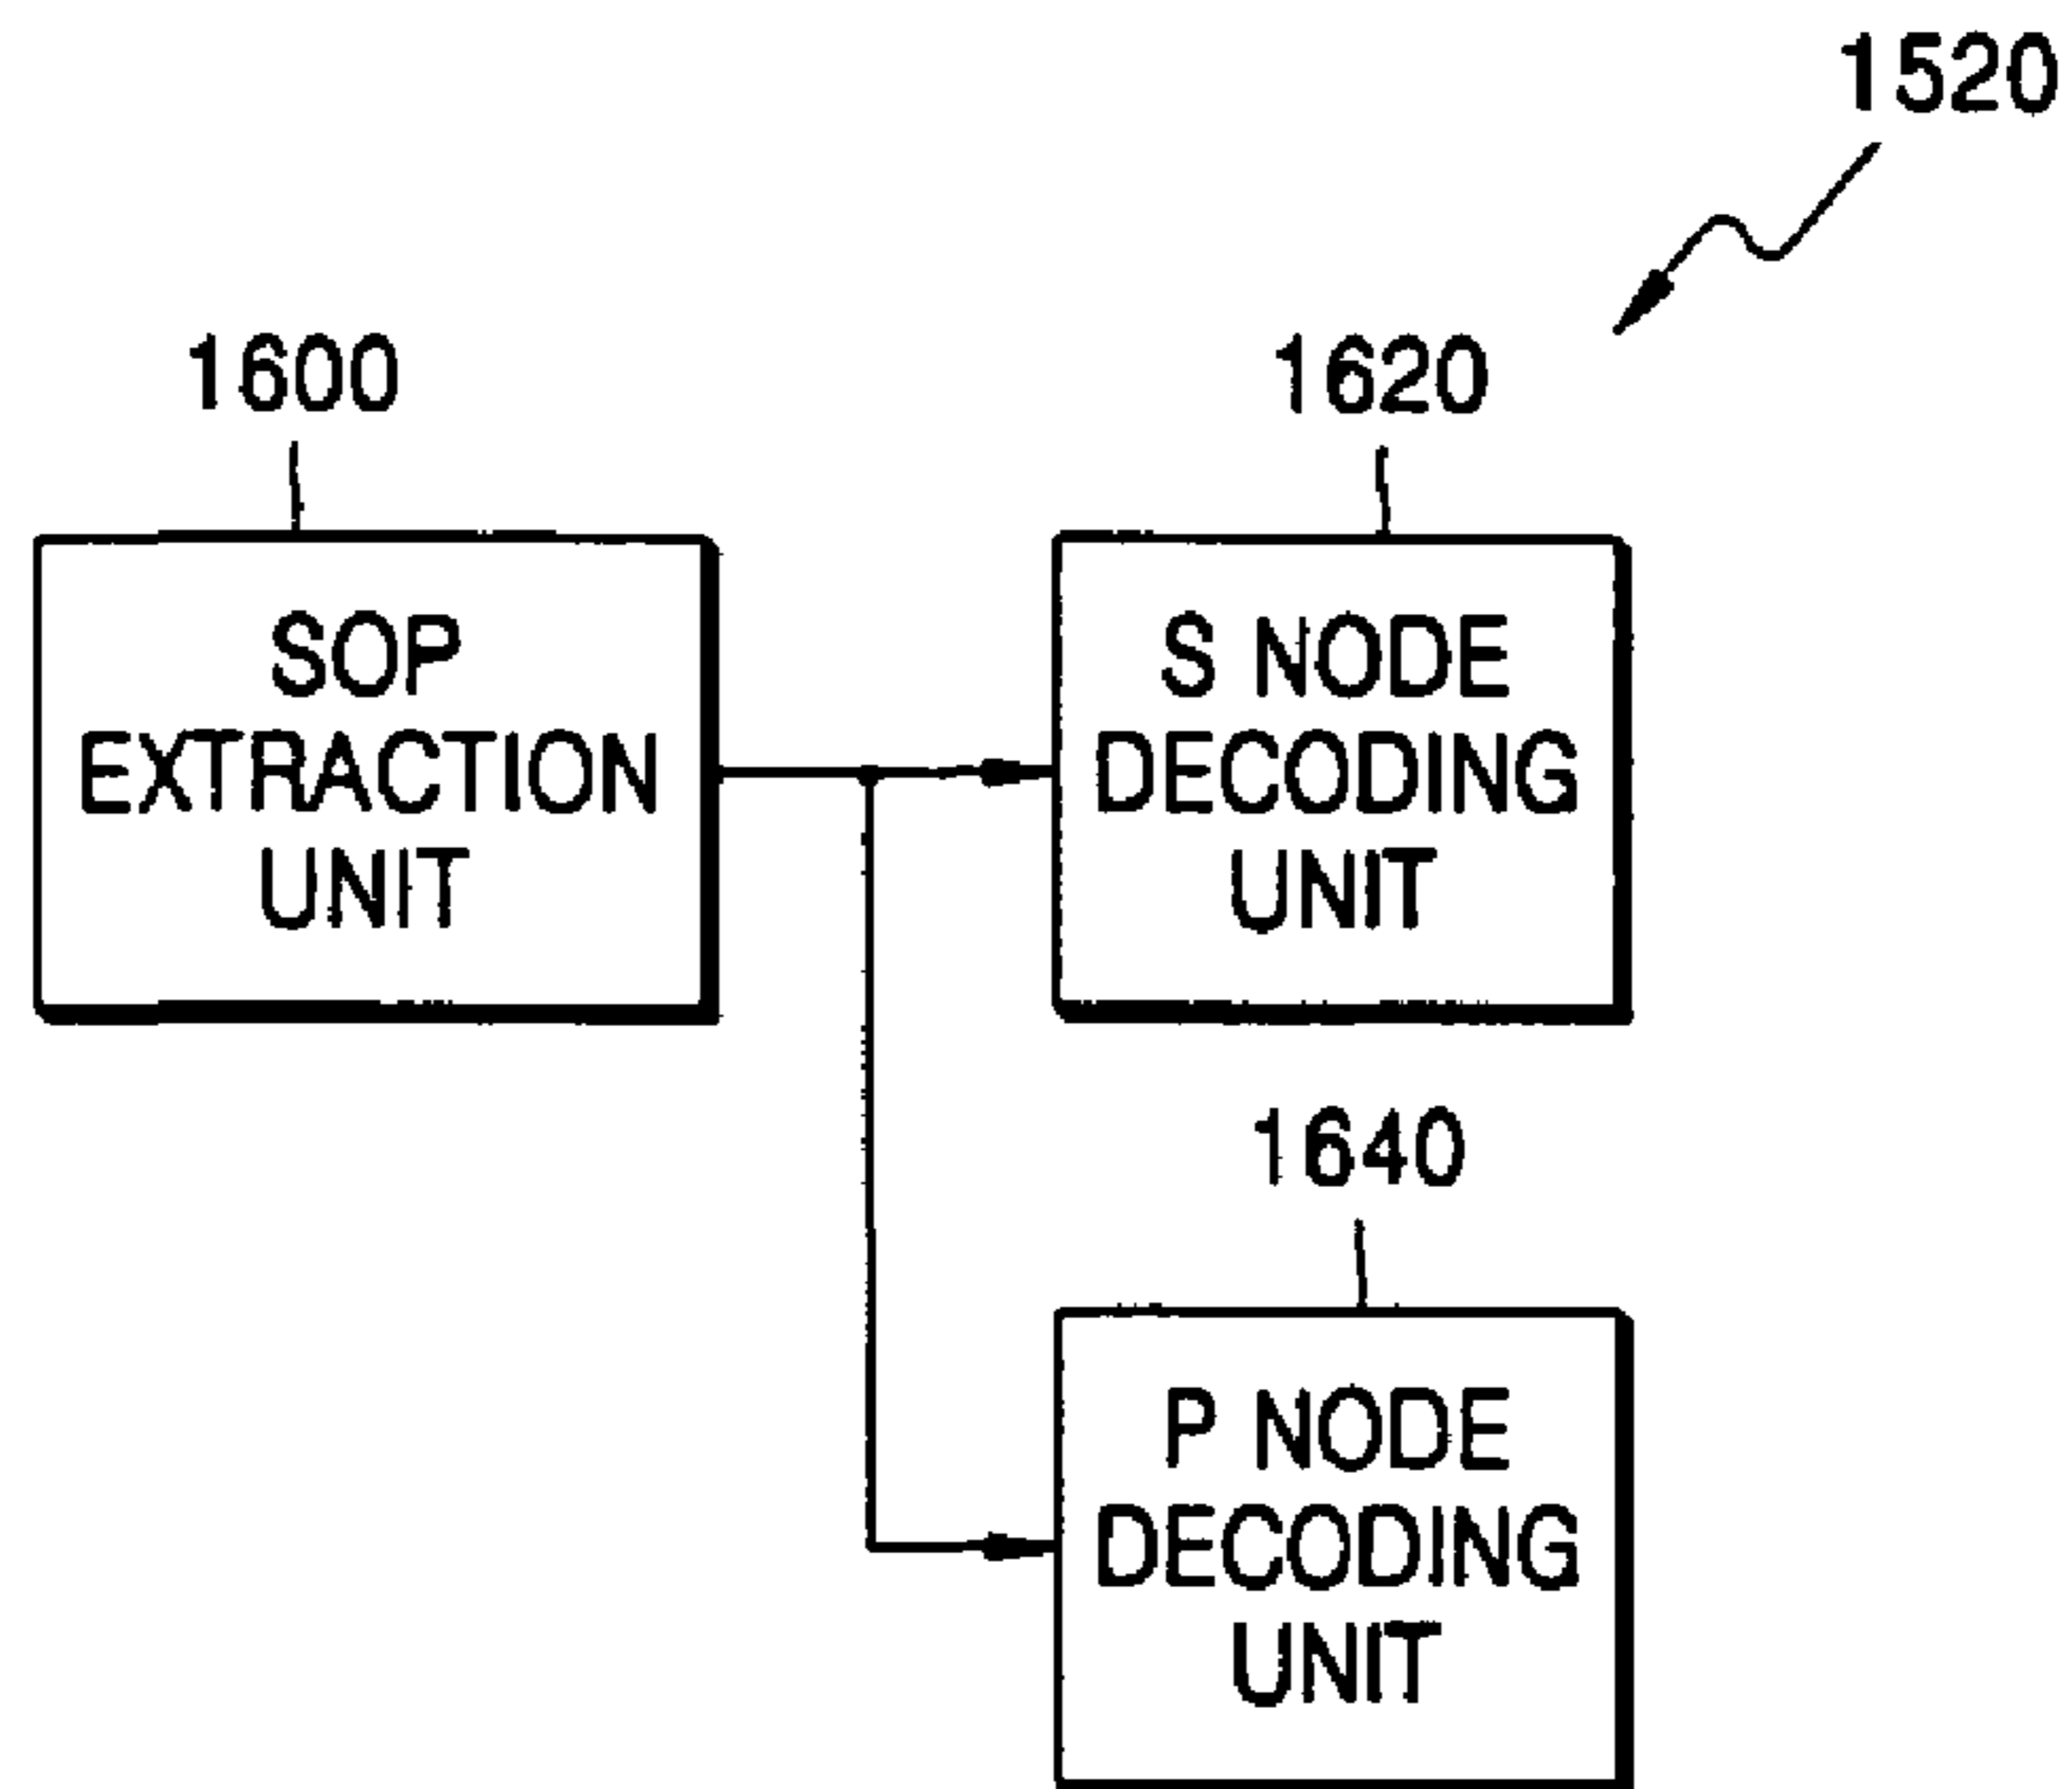 1520
1600
SOP
EXTRACTION
UNIT
1620
S NODE
DECODING
UNIT
1640
P NODE
DECODING
UNIT